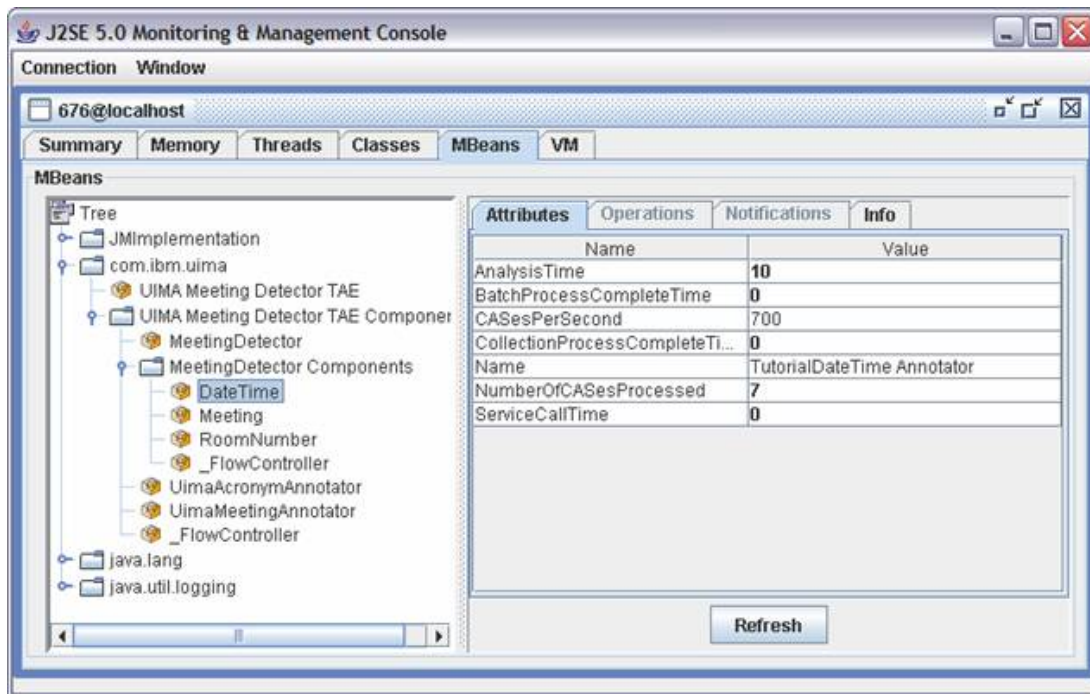 J2SE 5.0 Monitoring & Management Console
Connection Window
676@localhost
Summary Memory Threads Classes MBeans VM
MBeans
Tree
JMImplementation
com.ibm.uima
UIMA Meeting Detector TAE
UIMA Meeting Detector TAE Componer
MeetingDetector
MeetingDetector Components
DateTime
Meeting
RoomNumber
_FlowController
UimaAcronymAnnotator
UimaMeetingAnnotator
_FlowController
java.lang
java.util.logging
Attributes Operations Notifications Info
Name Value
AnalysisTime 10
BatchProcessCompleteTime 0
CASesPerSecond 700
CollectionProcessCompleteTi... 0
Name TutorialDateTime Annotator
NumberOfCASesProcessed 7
ServiceCallTime 0
Refresh